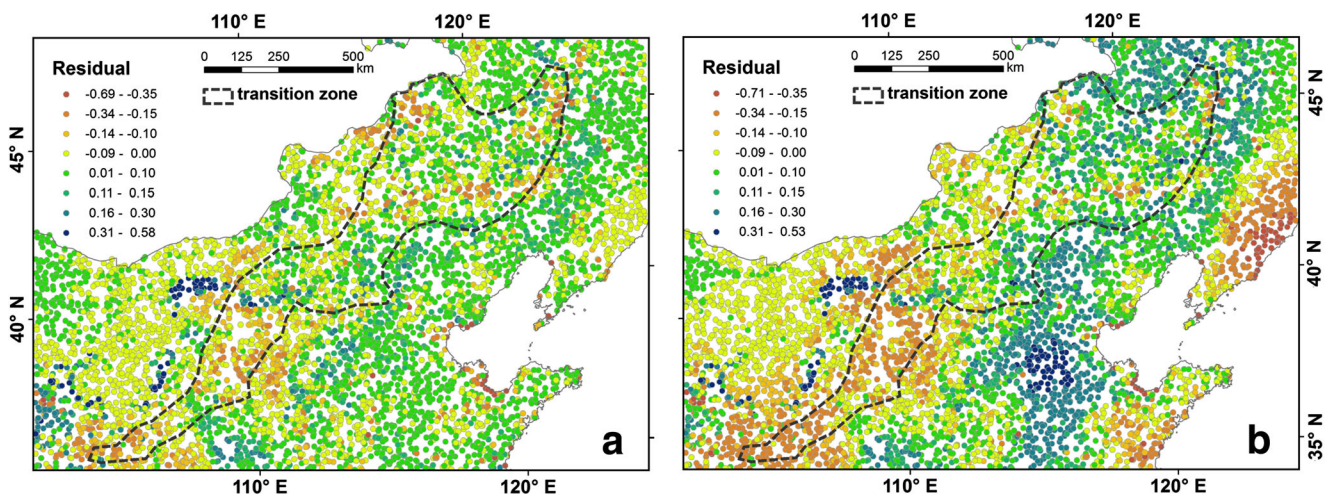 110° E 120° E
Residual
-0.69 - -0.35
-0.34 - -0.15
-0.14 - -0.10
-0.09 - 0.00
0.01 - 0.10
0.11 - 0.15
0.16 - 0.30
0.31 - 0.58
0 125 250 500
km
transition zone
45° N
40° N
a
110° E 120° E
110° E 120° E
Residual
-0.71 - -0.35
-0.34 - -0.15
-0.14 - -0.10
-0.09 - 0.00
0.01 - 0.10
0.11 - 0.15
0.16 - 0.30
0.31 - 0.53
0 125 250 500
km
transition zone
45° N
40° N
35° N
b
110° E 120° E